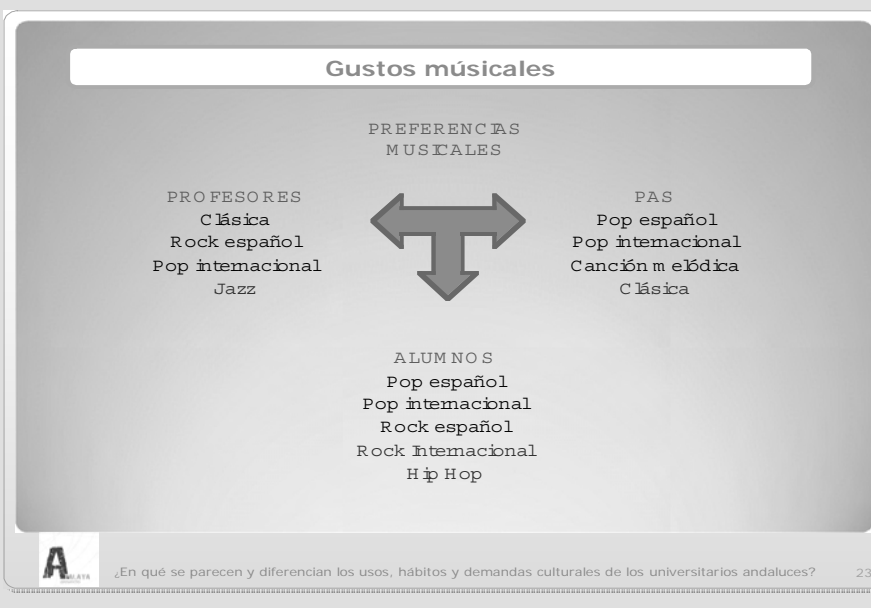 Gustos músicales
PREFERENCIAS
MUSICALES
PROFESORES
Clásica
Rock español
Pop internacional
Jazz
PAS
Pop español
Pop internacional
Canción melódica
Clásica
ALUMNOS
Pop español
Pop internacional
Rock español
Rock Internacional
Hip Hop
¿En qué se parecen y diferencian los usos, hábitos y demandas culturales de los universitarios andaluces? 23